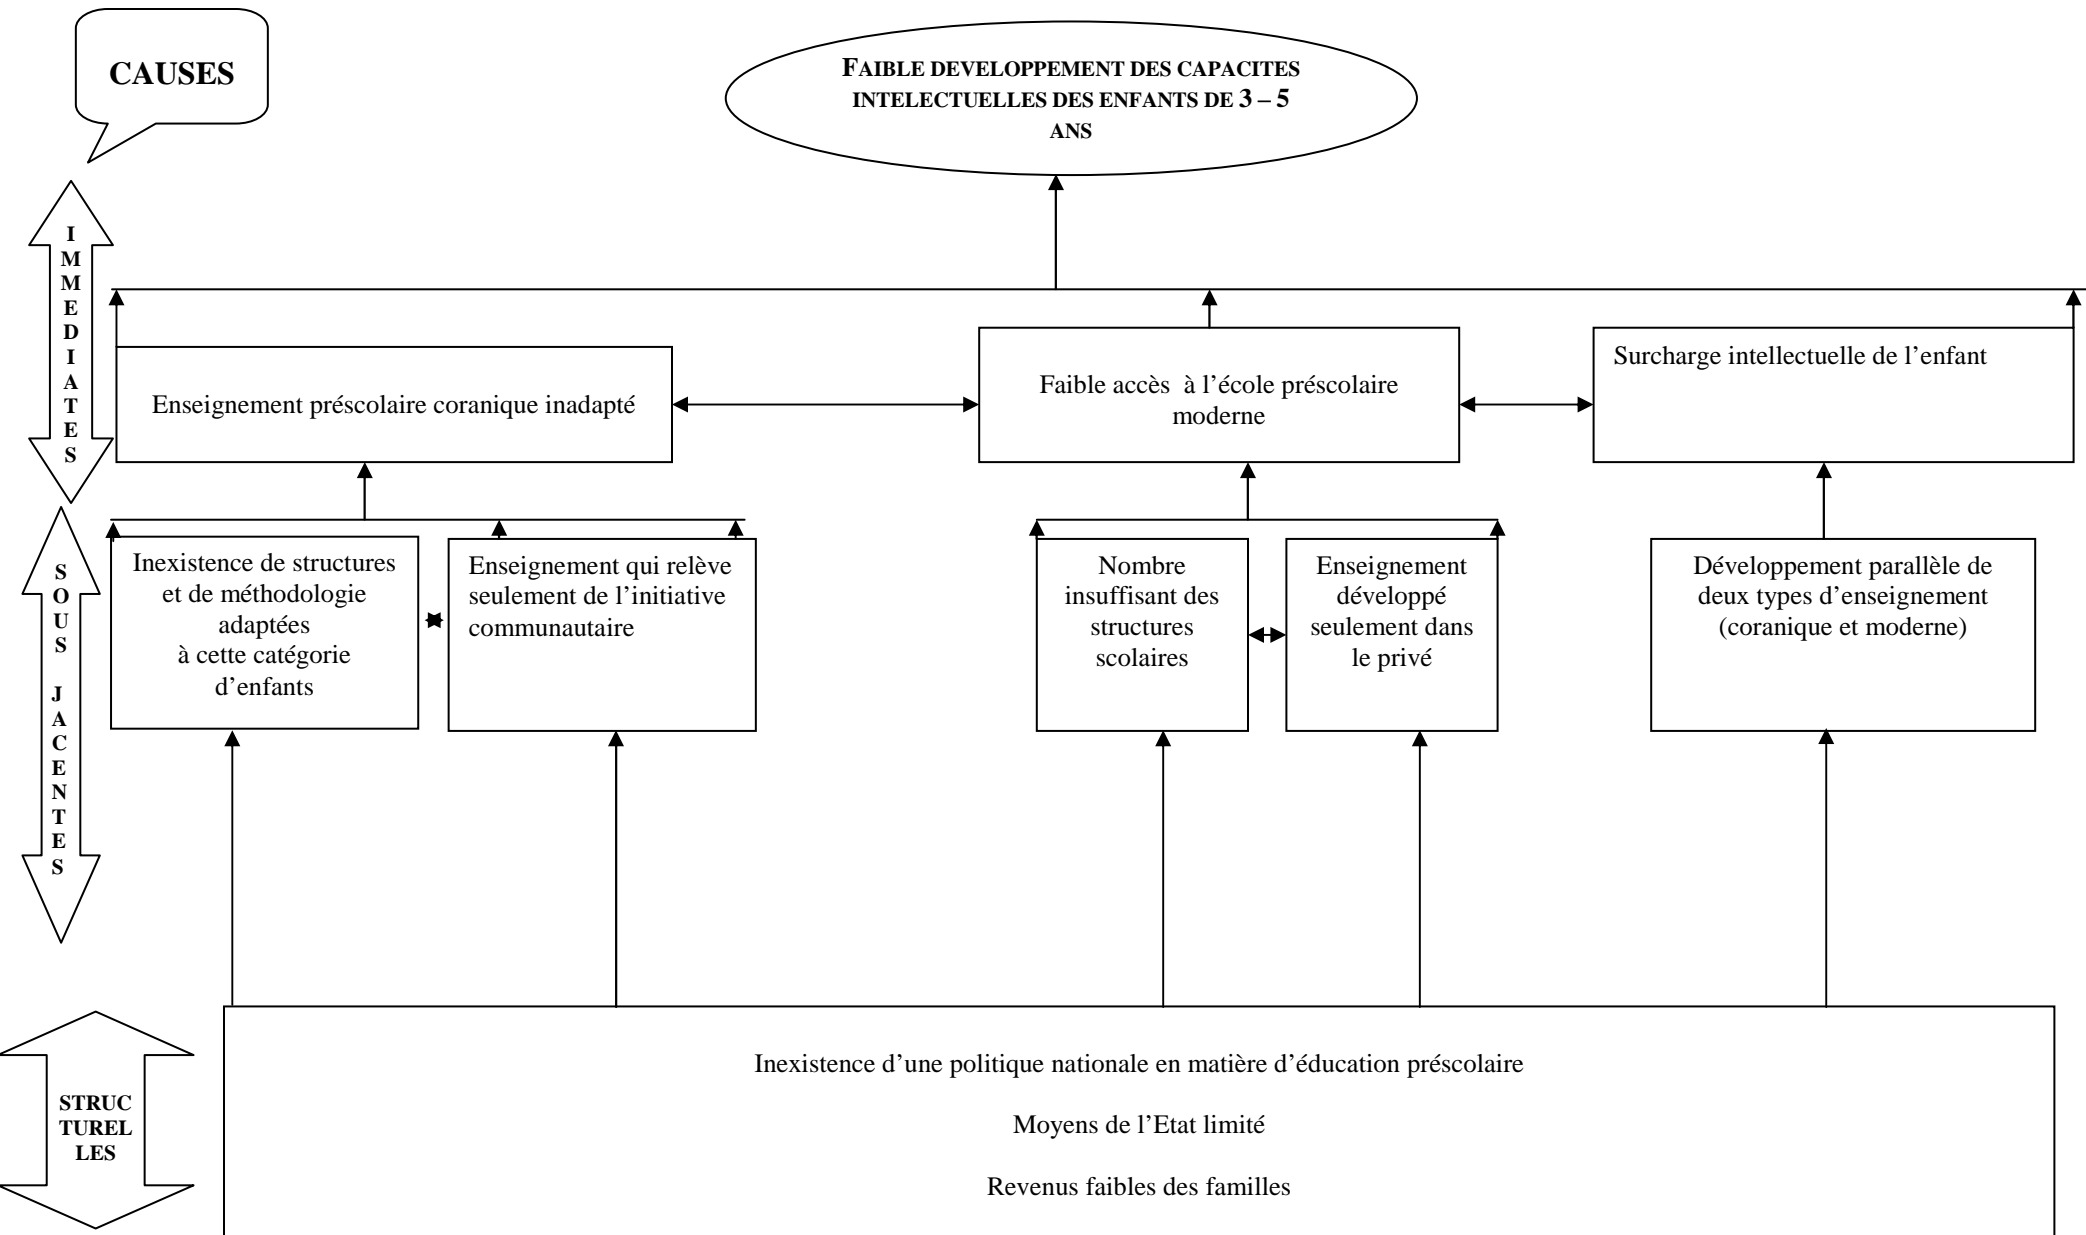 CAUSES
FAIBLE DEVELOPPEMENT DES CAPACITES
INTELECTUELLES DES ENFANTS DE 3 – 5
ANS
I
M
M
E
D
I
A
T
E
S
Enseignement préscolaire coranique inadapté
Faible accès à l’école préscolaire
moderne
Surcharge intellectuelle de l’enfant
S
O
U
S
J
A
C
E
N
T
E
S
Inexistence de structures
et de méthodologie
adaptées
à cette catégorie
d’enfants
Enseignement qui relève
seulement de l’initiative
communautaire
Nombre
insuffisant des
structures
scolaires
Enseignement
développé
seulement dans
le privé
Développement parallèle de
deux types d’enseignement
(coranique et moderne)
STRUC
TUREL
LES
Inexistence d’une politique nationale en matière d’éducation préscolaire
Moyens de l’Etat limité
Revenus faibles des familles